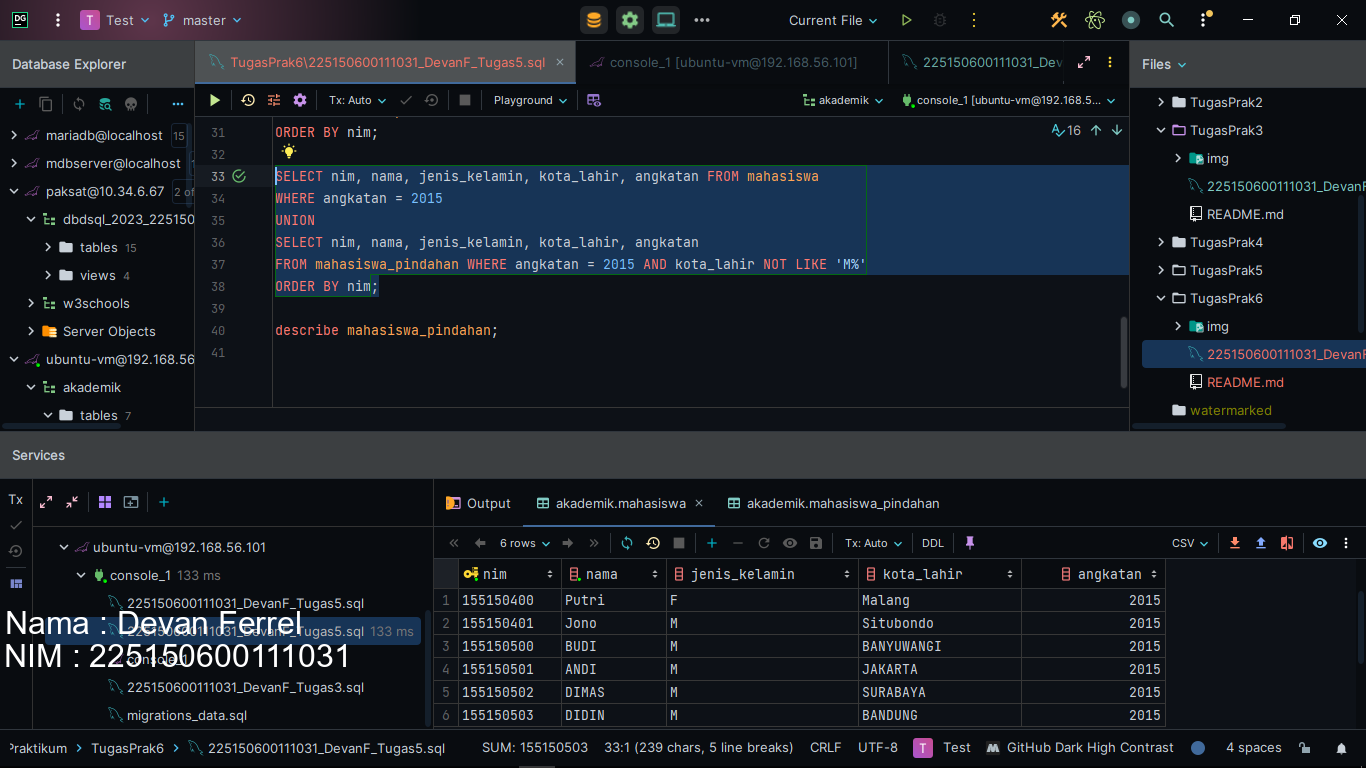 DG
T Test
master
Current File
Database Explorer
TugasPrak6\225150600111031_DevanF_Tugas5.sql
console_1 [ubuntu-vm@192.168.56.101]
225150600111031_Dev
Files
Tx: Auto
Playground
akademik
console_1 [ubuntu-vm@192.168.5...
mariadb@localhost 15
mdbserver@localhost
paksat@10.34.6.67 2 of
dbdsql_2023_225150
tables 15
views 4
w3schools
Server Objects
ubuntu-vm@192.168.56
akademik
tables 7
16
31 ORDER BY nim;
32
33 SELECT nim, nama, jenis_kelamin, kota_lahir, angkatan FROM mahasiswa
34 WHERE angkatan = 2015
35 UNION
36 SELECT nim, nama, jenis_kelamin, kota_lahir, angkatan
37 FROM mahasiswa_pindahan WHERE angkatan = 2015 AND kota_lahir NOT LIKE 'M%'
38 ORDER BY nim;
39
40 describe mahasiswa_pindahan;
41
TugasPrak2
TugasPrak3
img
225150600111031_DevanF
README.md
TugasPrak4
TugasPrak5
TugasPrak6
img
225150600111031_DevanF
README.md
watermarked
Services
Tx
ubuntu-vm@192.168.56.101
console_1 133 ms
225150600111031_DevanF_Tugas5.sql
225150600111031_DevanF_Tugas5.sql 133 ms
console_1
225150600111031_DevanF_Tugas3.sql
migrations_data.sql
Nama : Devan Ferrel
NIM : 225150600111031
Output
akademik.mahasiswa
akademik.mahasiswa_pindahan
6 rows
Tx: Auto
DDL
CSV
nim nama jenis_kelamin kota_lahir angkatan
1 155150400 Putri F Malang 2015
2 155150401 Jono M Situbondo 2015
3 155150500 BUDI M BANYUWANGI 2015
4 155150501 ANDI M JAKARTA 2015
5 155150502 DIMAS M SURABAYA 2015
6 155150503 DIDIN M BANDUNG 2015
Praktikum > TugasPrak6 > 225150600111031_DevanF_Tugas5.sql
SUM: 155150503
33:1 (239 chars, 5 line breaks)
CRLF
UTF-8
T Test
GitHub Dark High Contrast
4 spaces